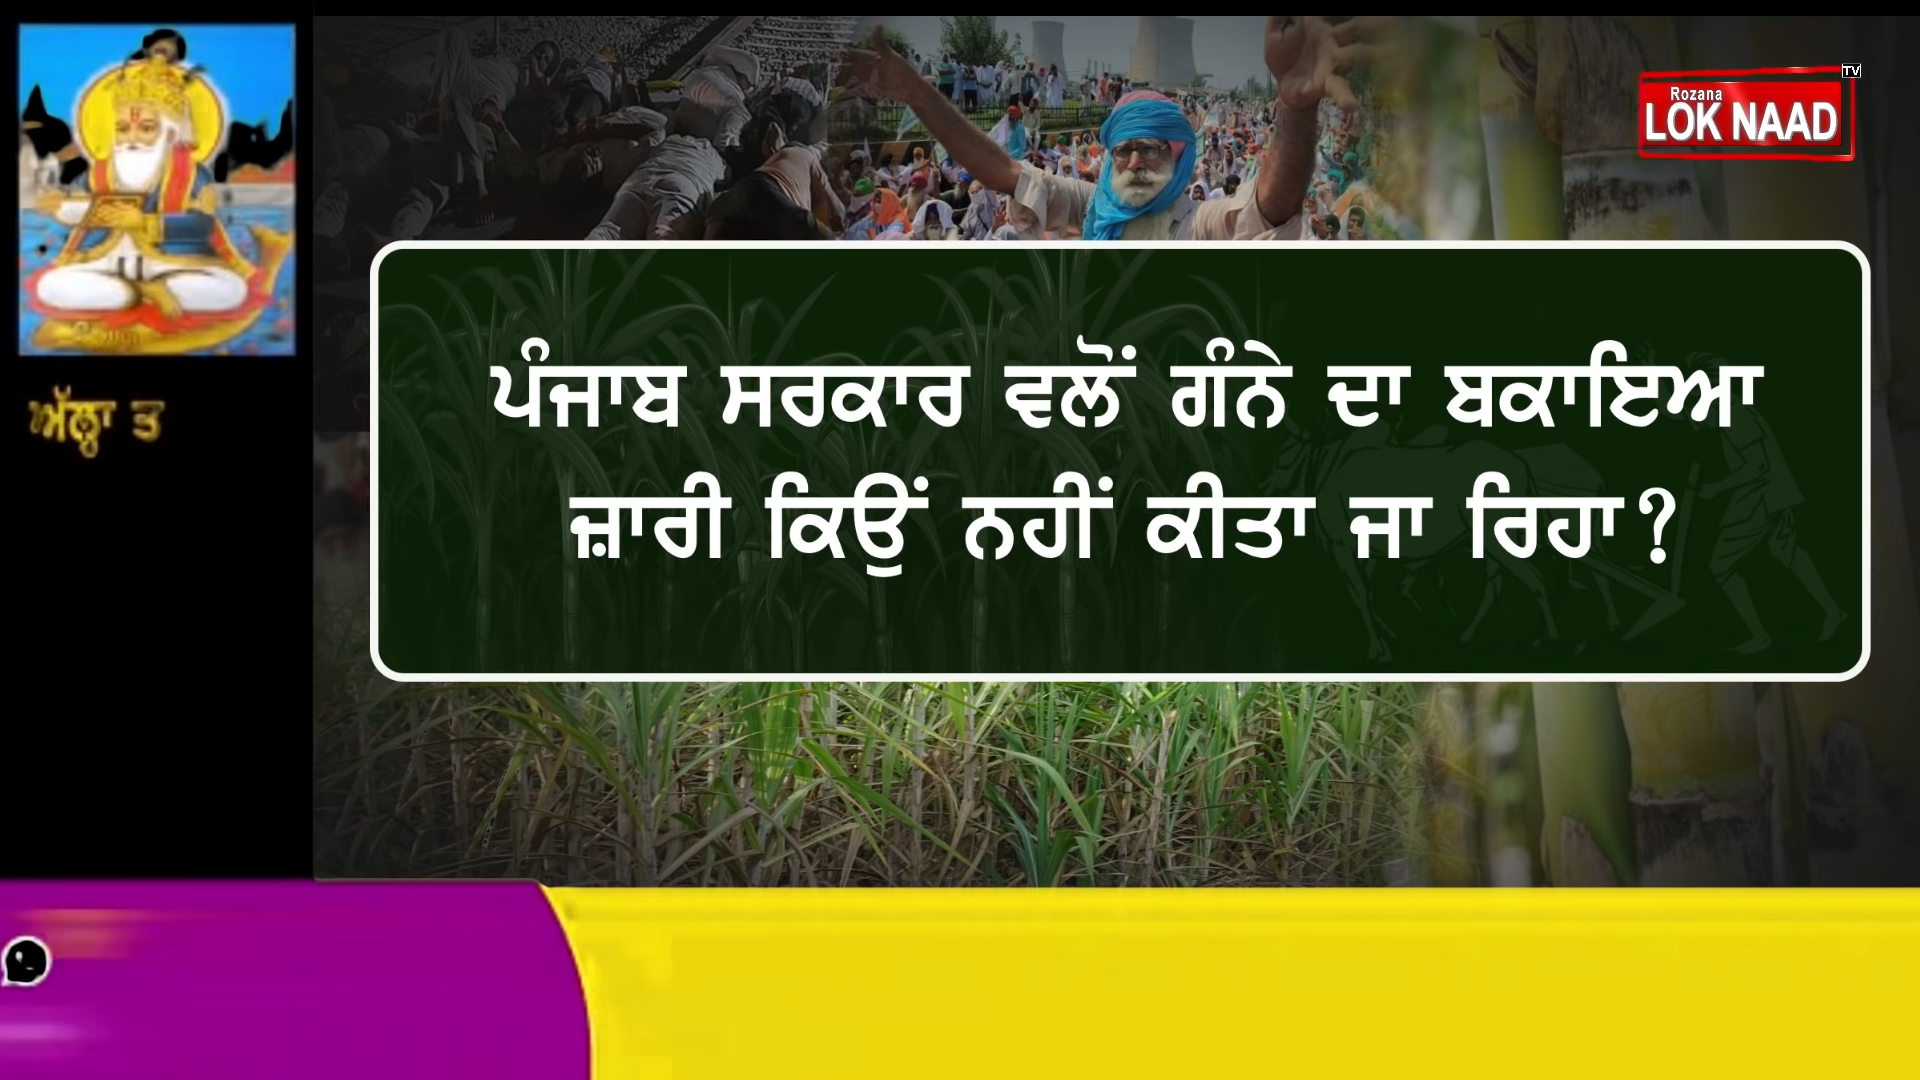 Rozana
LOK NAAD
TV
ਪੰਜਾਬ ਸਰਕਾਰ ਵਲੋਂ ਗੰਨੇ ਦਾ ਬਕਾਇਆ
ਜ਼ਾਰੀ ਕਿਉਂ ਨਹੀਂ ਕੀਤਾ ਜਾ ਰਿਹਾ?
ਅੱਲ੍ਹਾ ਤ